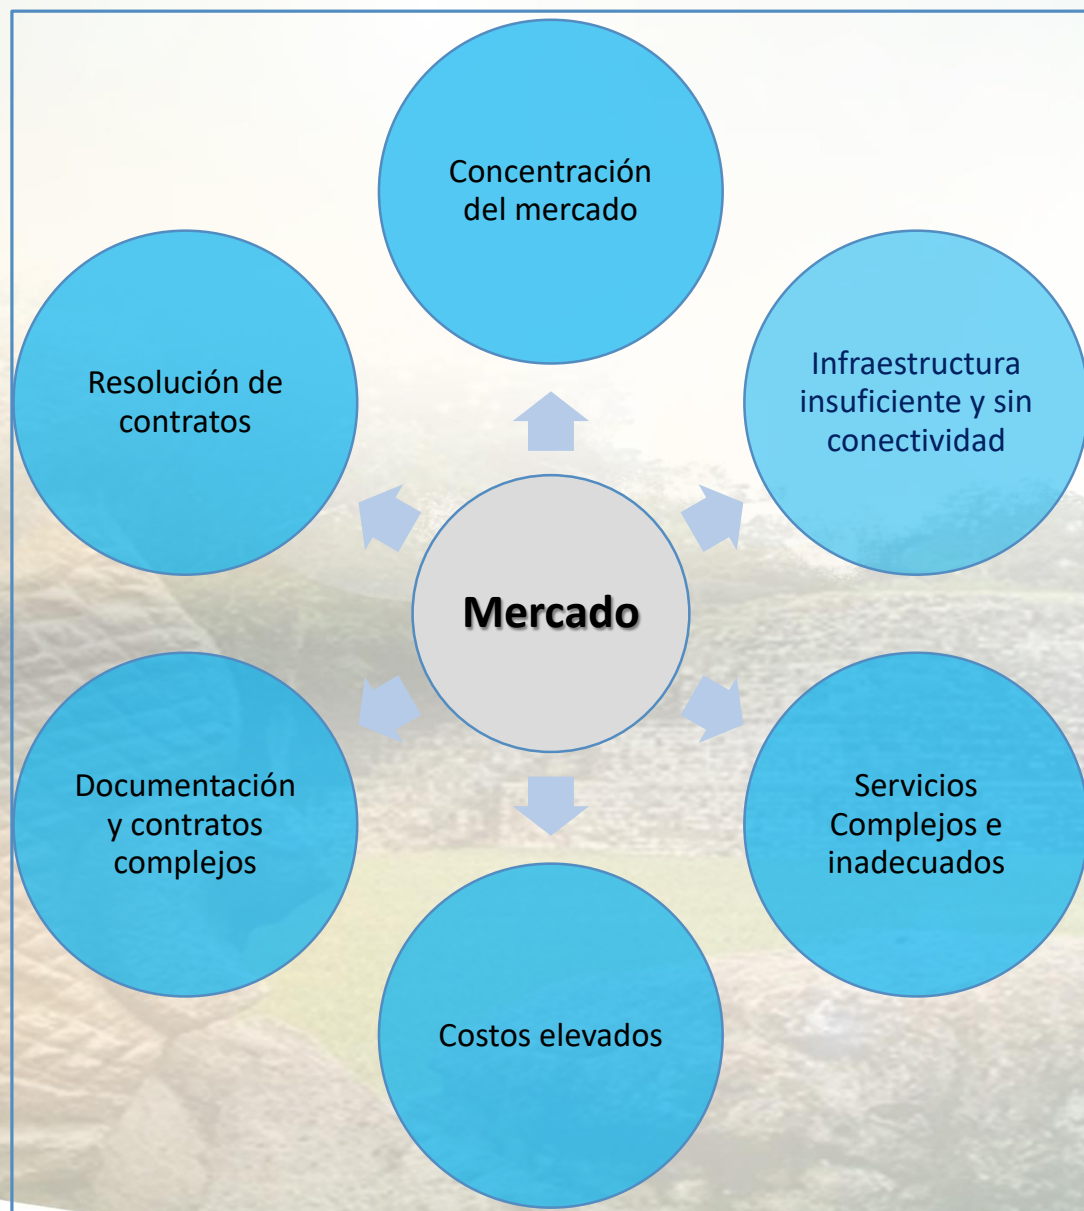 Concentración
del mercado
Infraestructura
insuficiente y sin
conectividad
Servicios
Complejos e
inadecuados
Costos elevados
Documentación
y contratos
complejos
Resolución de
contratos
Mercado